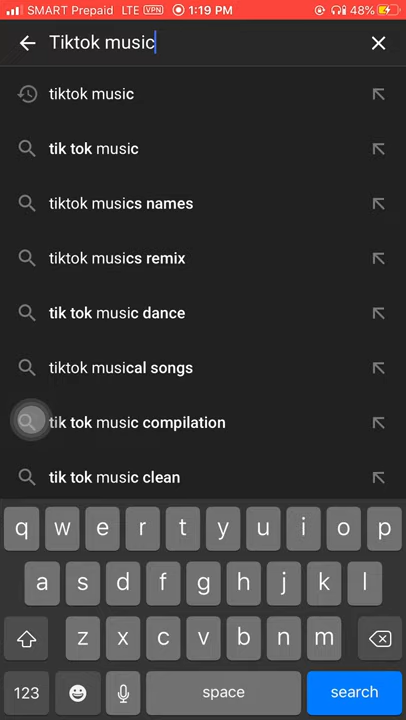 SMART Prepaid LTE VPN 1:19 PM 48%
Tiktok music
tiktok music
tik tok music
tiktok musics names
tiktok musics remix
tik tok music dance
tiktok musical songs
tik tok music compilation
tik tok music clean
q w e r t y u i o p
a s d f g h j k l
z x c v b n m
123 space search